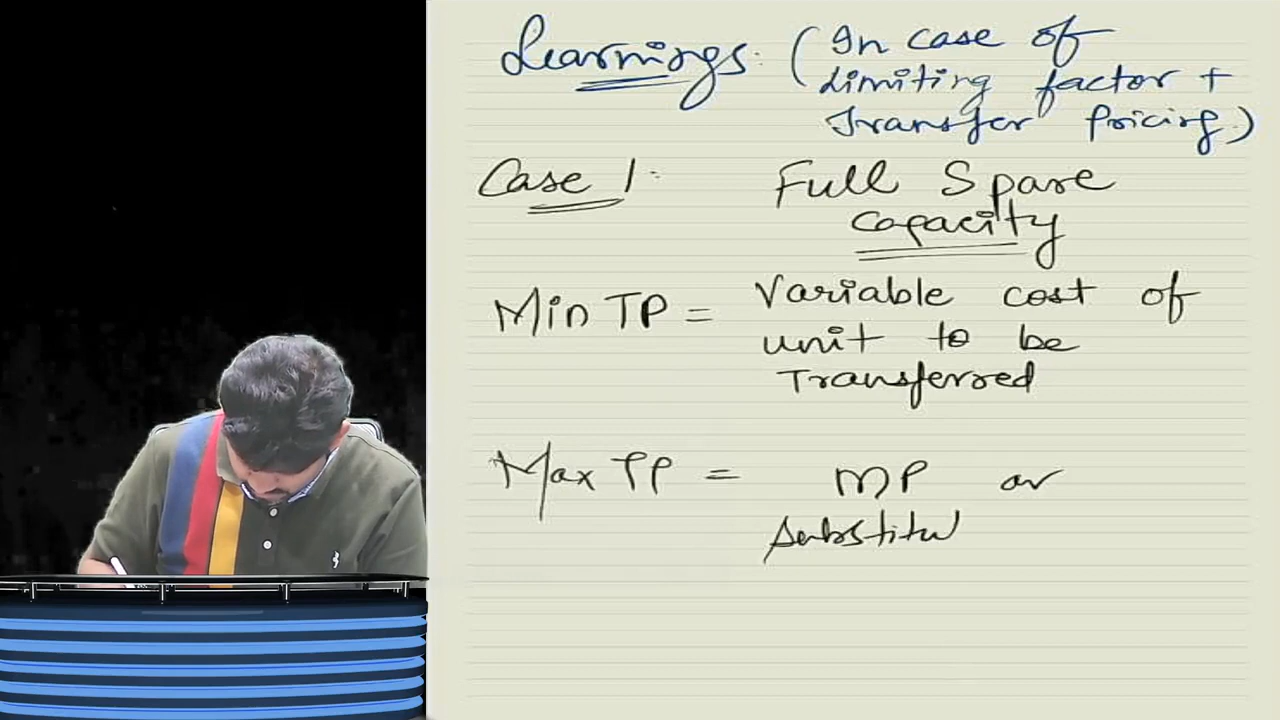 Learnings: (In case of
limiting factor +
Transfer Pricing)
Case 1: Full Spare
Capacity
Min TP = Variable cost of
unit to be
Transferred
Max TP = MP or
Substitu